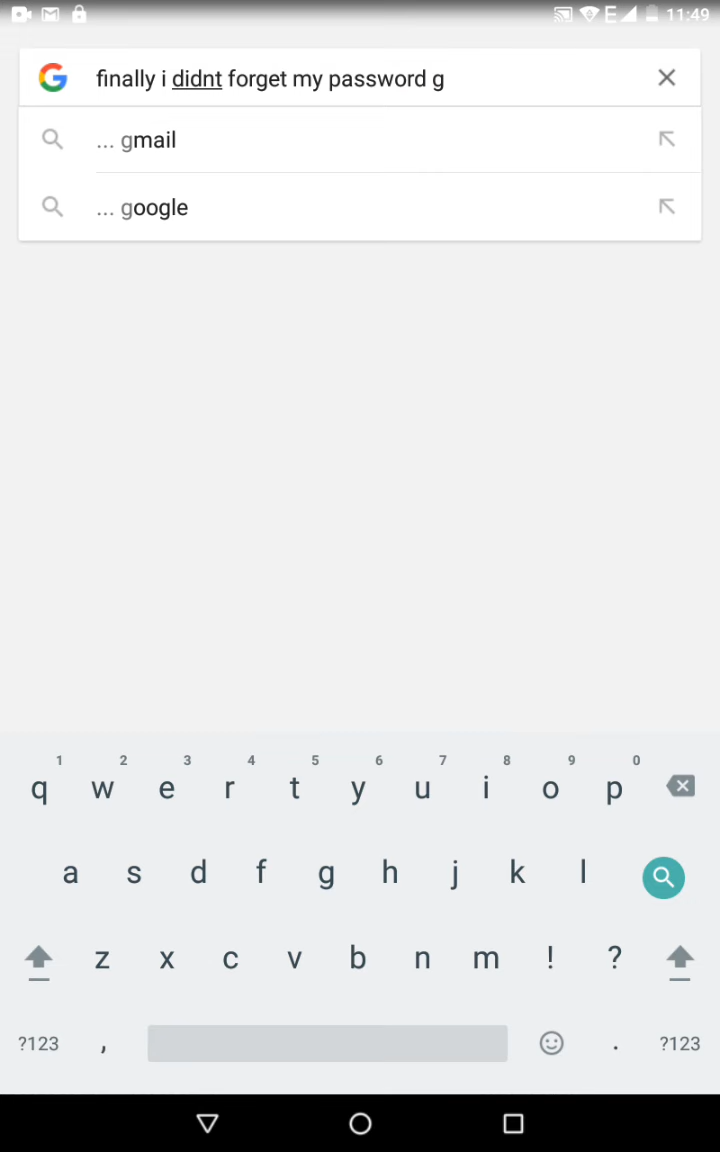 E 11:49
finally i didnt forget my password g
... gmail
... google
1 2 3 4 5 6 7 8 9 0
q w e r t y u i o p
a s d f g h j k l
z x c v b n m ! ?
?123 , . ?123